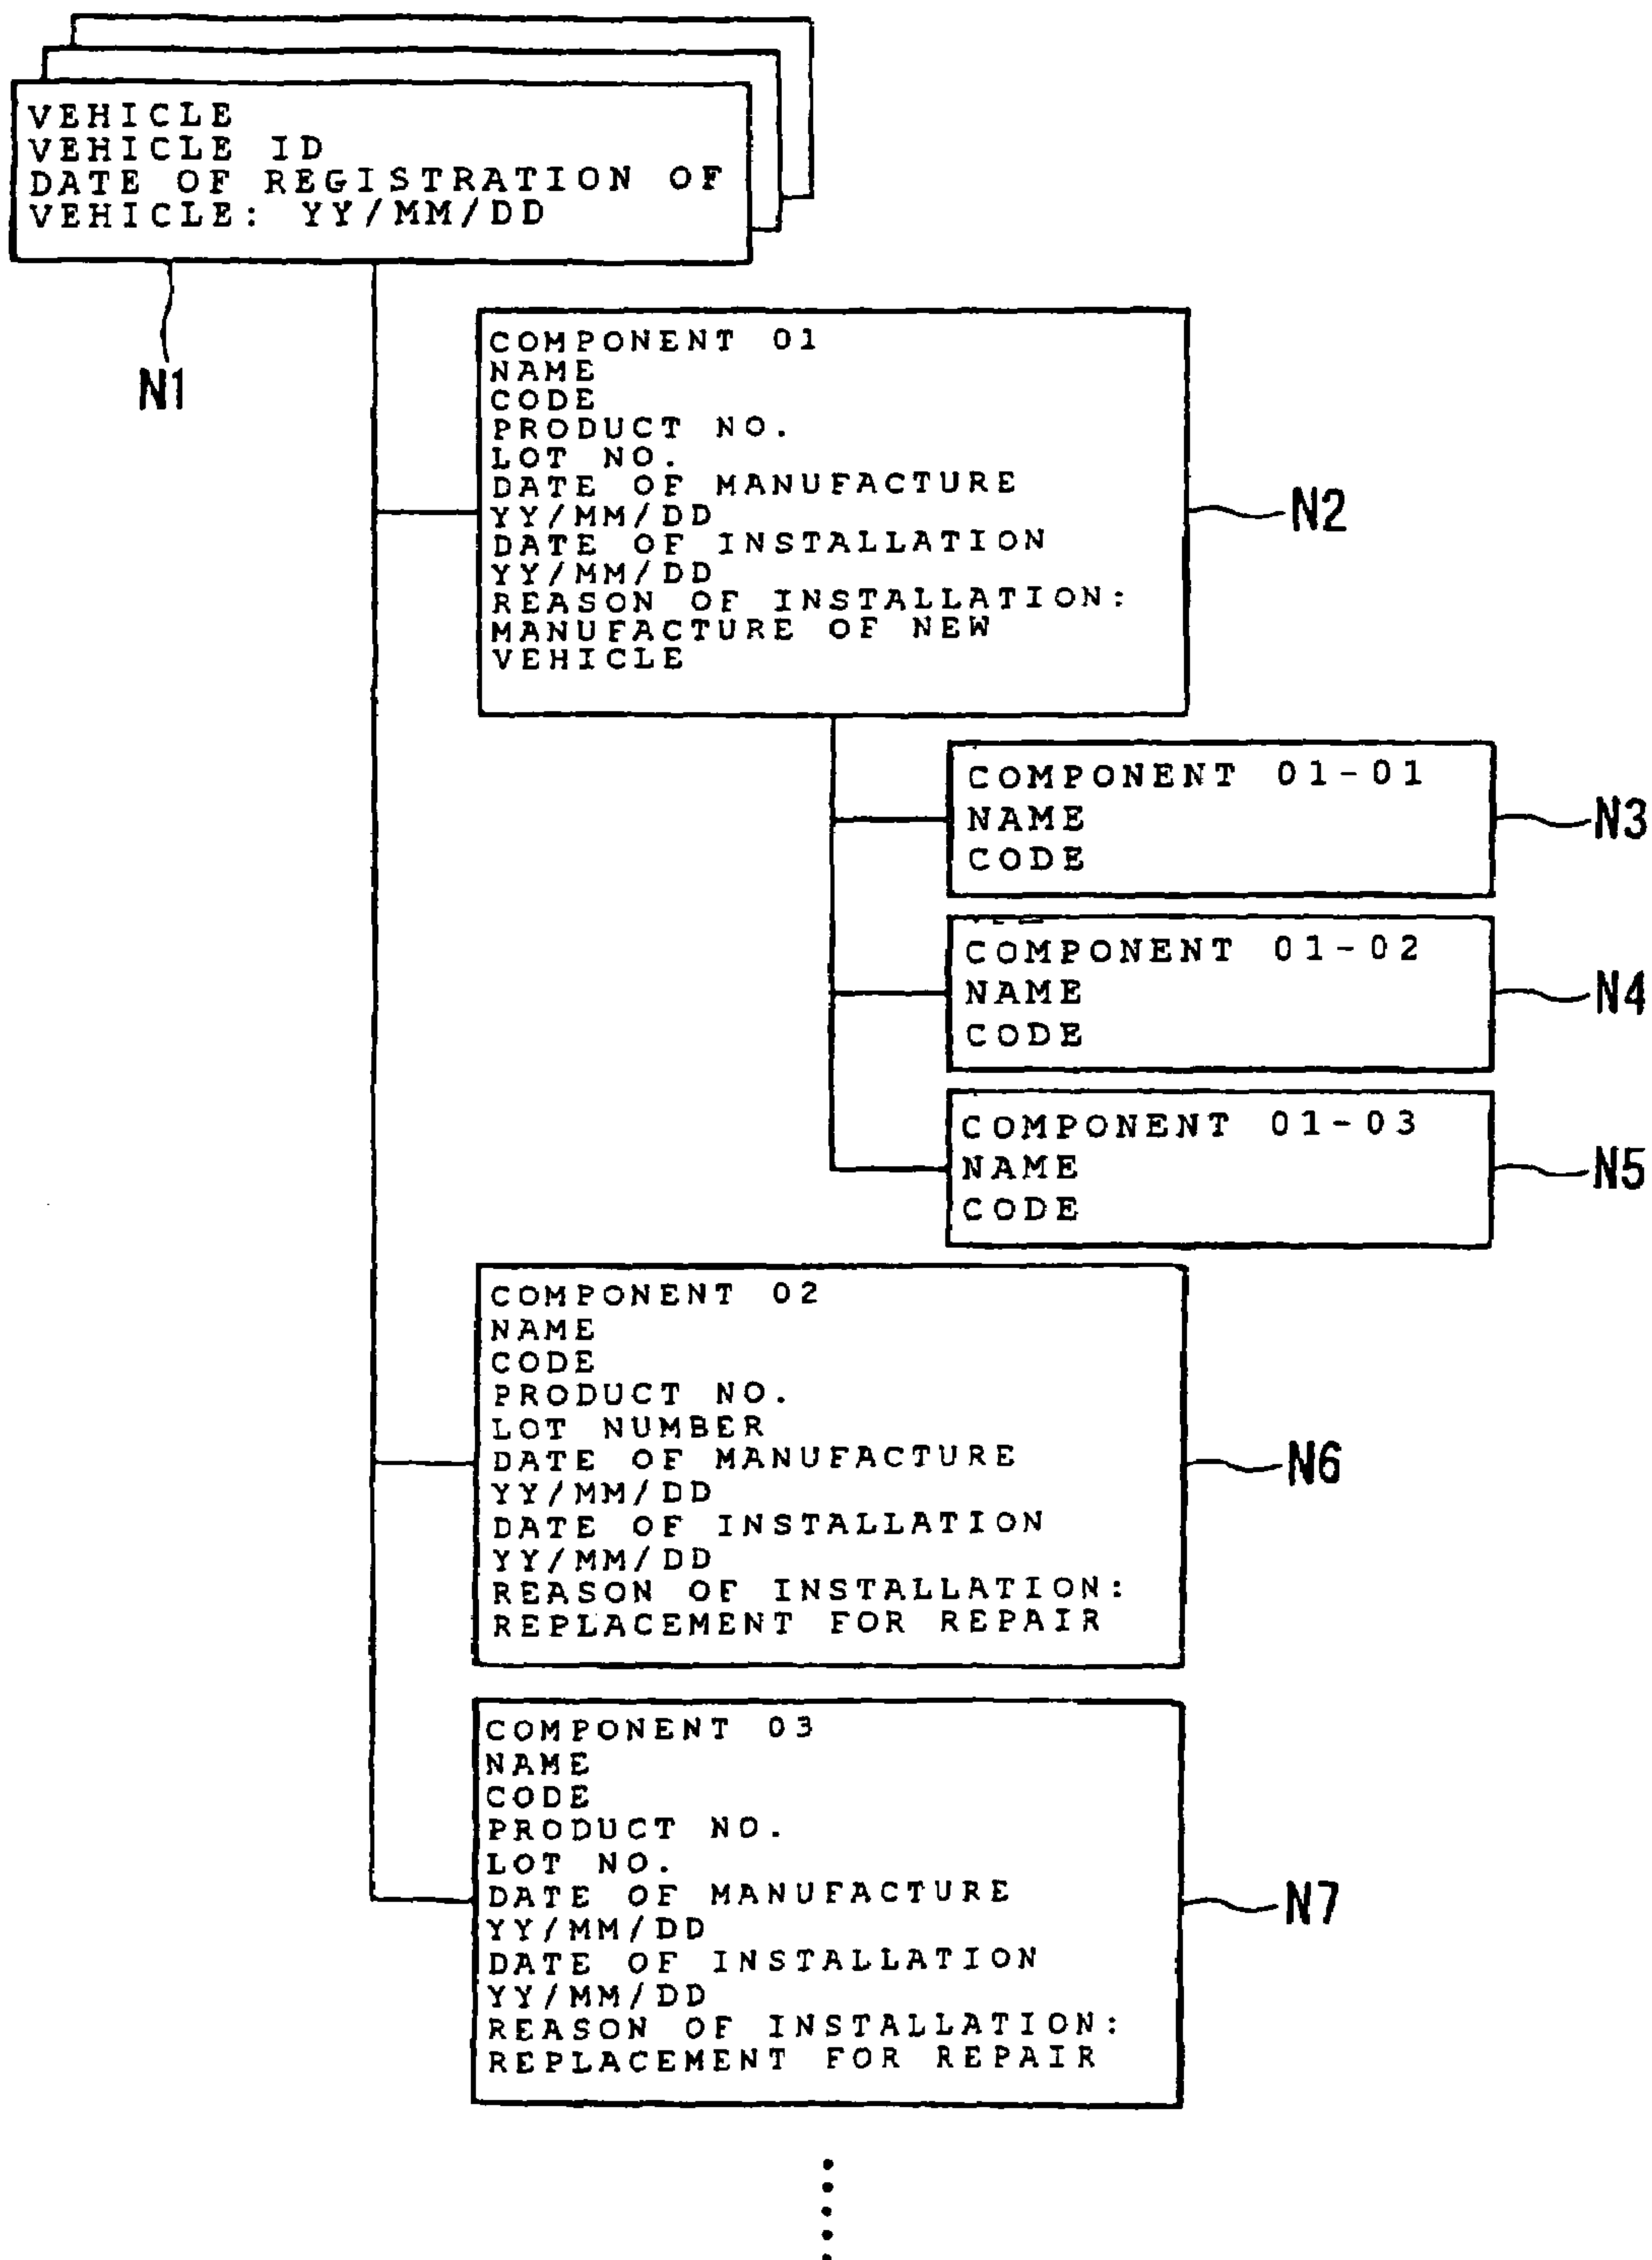 VEHICLE
VEHICLE ID
DATE OF REGISTRATION OF
VEHICLE: YY/MM/DD
N1
COMPONENT 01
NAME
CODE
PRODUCT NO.
LOT NO.
DATE OF MANUFACTURE
YY/MM/DD
DATE OF INSTALLATION
YY/MM/DD
REASON OF INSTALLATION:
MANUFACTURE OF NEW
VEHICLE
N2
COMPONENT 01-01
NAME
CODE
N3
COMPONENT 01-02
NAME
CODE
N4
COMPONENT 01-03
NAME
CODE
N5
COMPONENT 02
NAME
CODE
PRODUCT NO.
LOT NUMBER
DATE OF MANUFACTURE
YY/MM/DD
DATE OF INSTALLATION
YY/MM/DD
REASON OF INSTALLATION:
REPLACEMENT FOR REPAIR
N6
COMPONENT 03
NAME
CODE
PRODUCT NO.
LOT NO.
DATE OF MANUFACTURE
YY/MM/DD
DATE OF INSTALLATION
YY/MM/DD
REASON OF INSTALLATION:
REPLACEMENT FOR REPAIR
N7